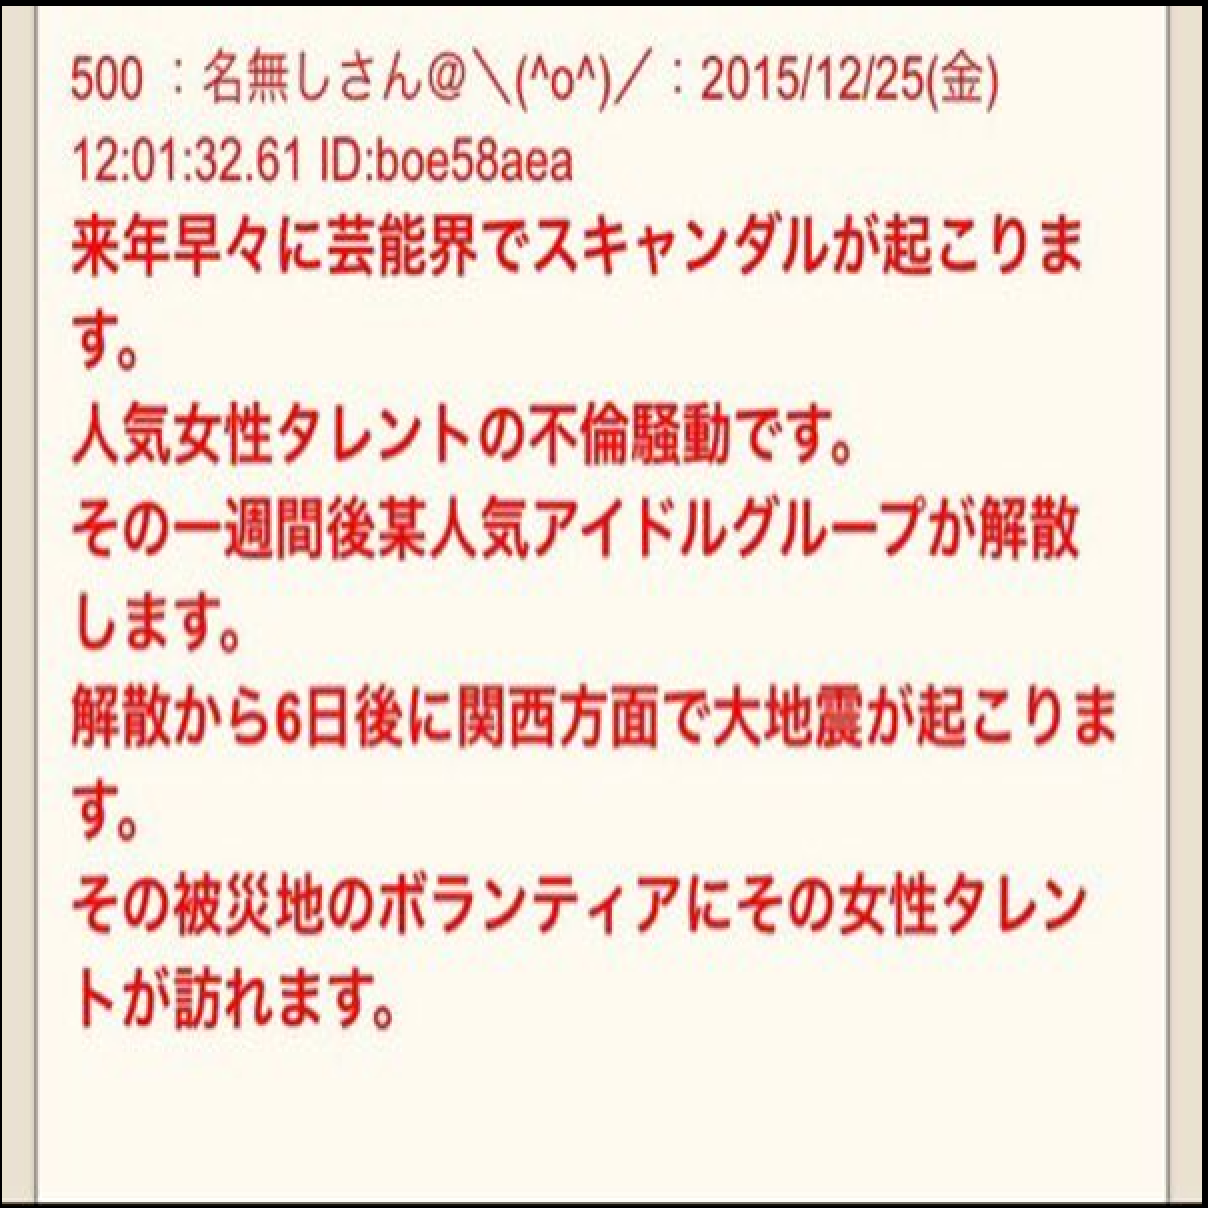 500 ：名無しさん＠＼(^o^)／：2015/12/25(金)
12:01:32.61 ID:boe58aea
来年早々に芸能界でスキャンダルが起こりま
す。
人気女性タレントの不倫騒動です。
その一週間後某人気アイドルグループが解散
します。
解散から6日後に関西方面で大地震が起こりま
す。
その被災地のボランティアにその女性タレン
トが訪れます。